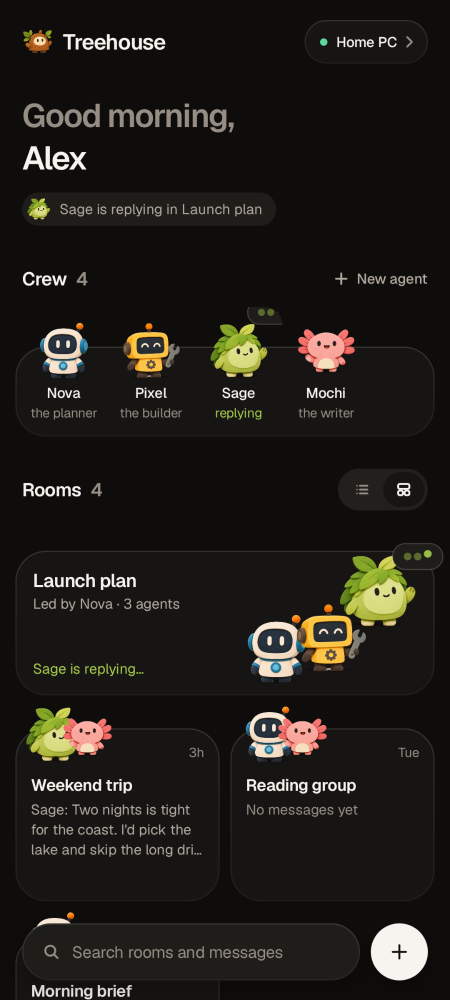 Treehouse
Home PC
Good morning,
Alex
Sage is replying in Launch plan
Crew 4
New agent
Nova
the planner
Pixel
the builder
Sage
replying
Mochi
the writer
Rooms 4
Launch plan
Led by Nova · 3 agents
Sage is replying...
3h
Weekend trip
Sage: Two nights is tight
for the coast. I'd pick the
lake and skip the long dri...
Tue
Reading group
No messages yet
Search rooms and messages
Morning brief